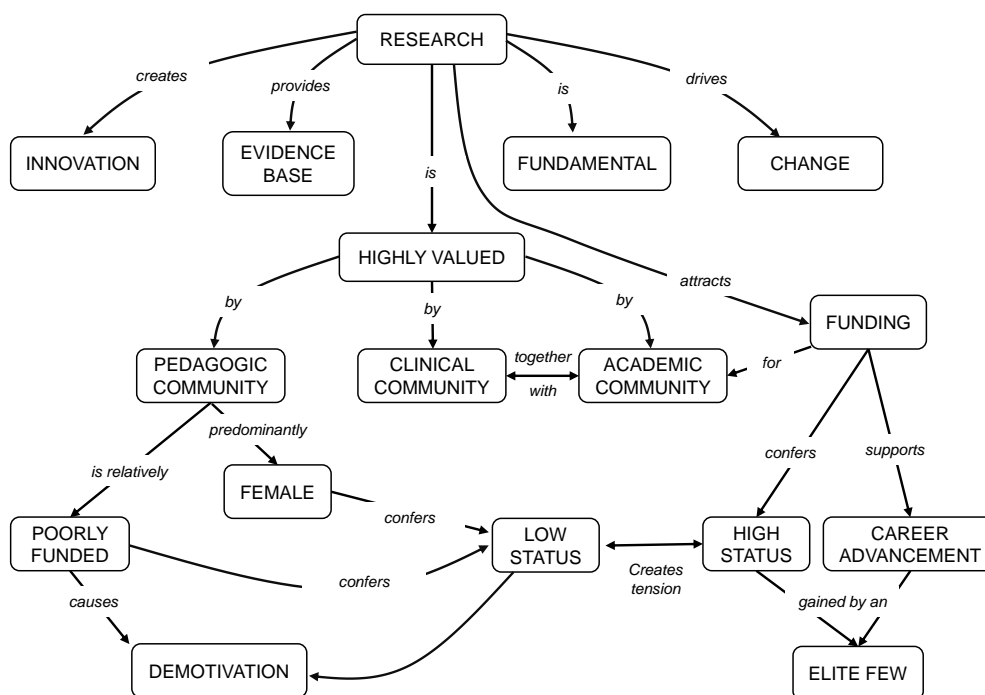 RESEARCH
creates
provides
is
drives
INNOVATION
EVIDENCE
BASE
FUNDAMENTAL
CHANGE
is
HIGHLY VALUED
attracts
by
by
by
FUNDING
PEDAGOGIC
COMMUNITY
CLINICAL
COMMUNITY
together
with
ACADEMIC
COMMUNITY
for
predominantly
is relatively
confers
supports
FEMALE
confers
POORLY
FUNDED
LOW
STATUS
HIGH
STATUS
CAREER
ADVANCEMENT
confers
Creates
tension
causes
gained by an
DEMOTIVATION
ELITE FEW